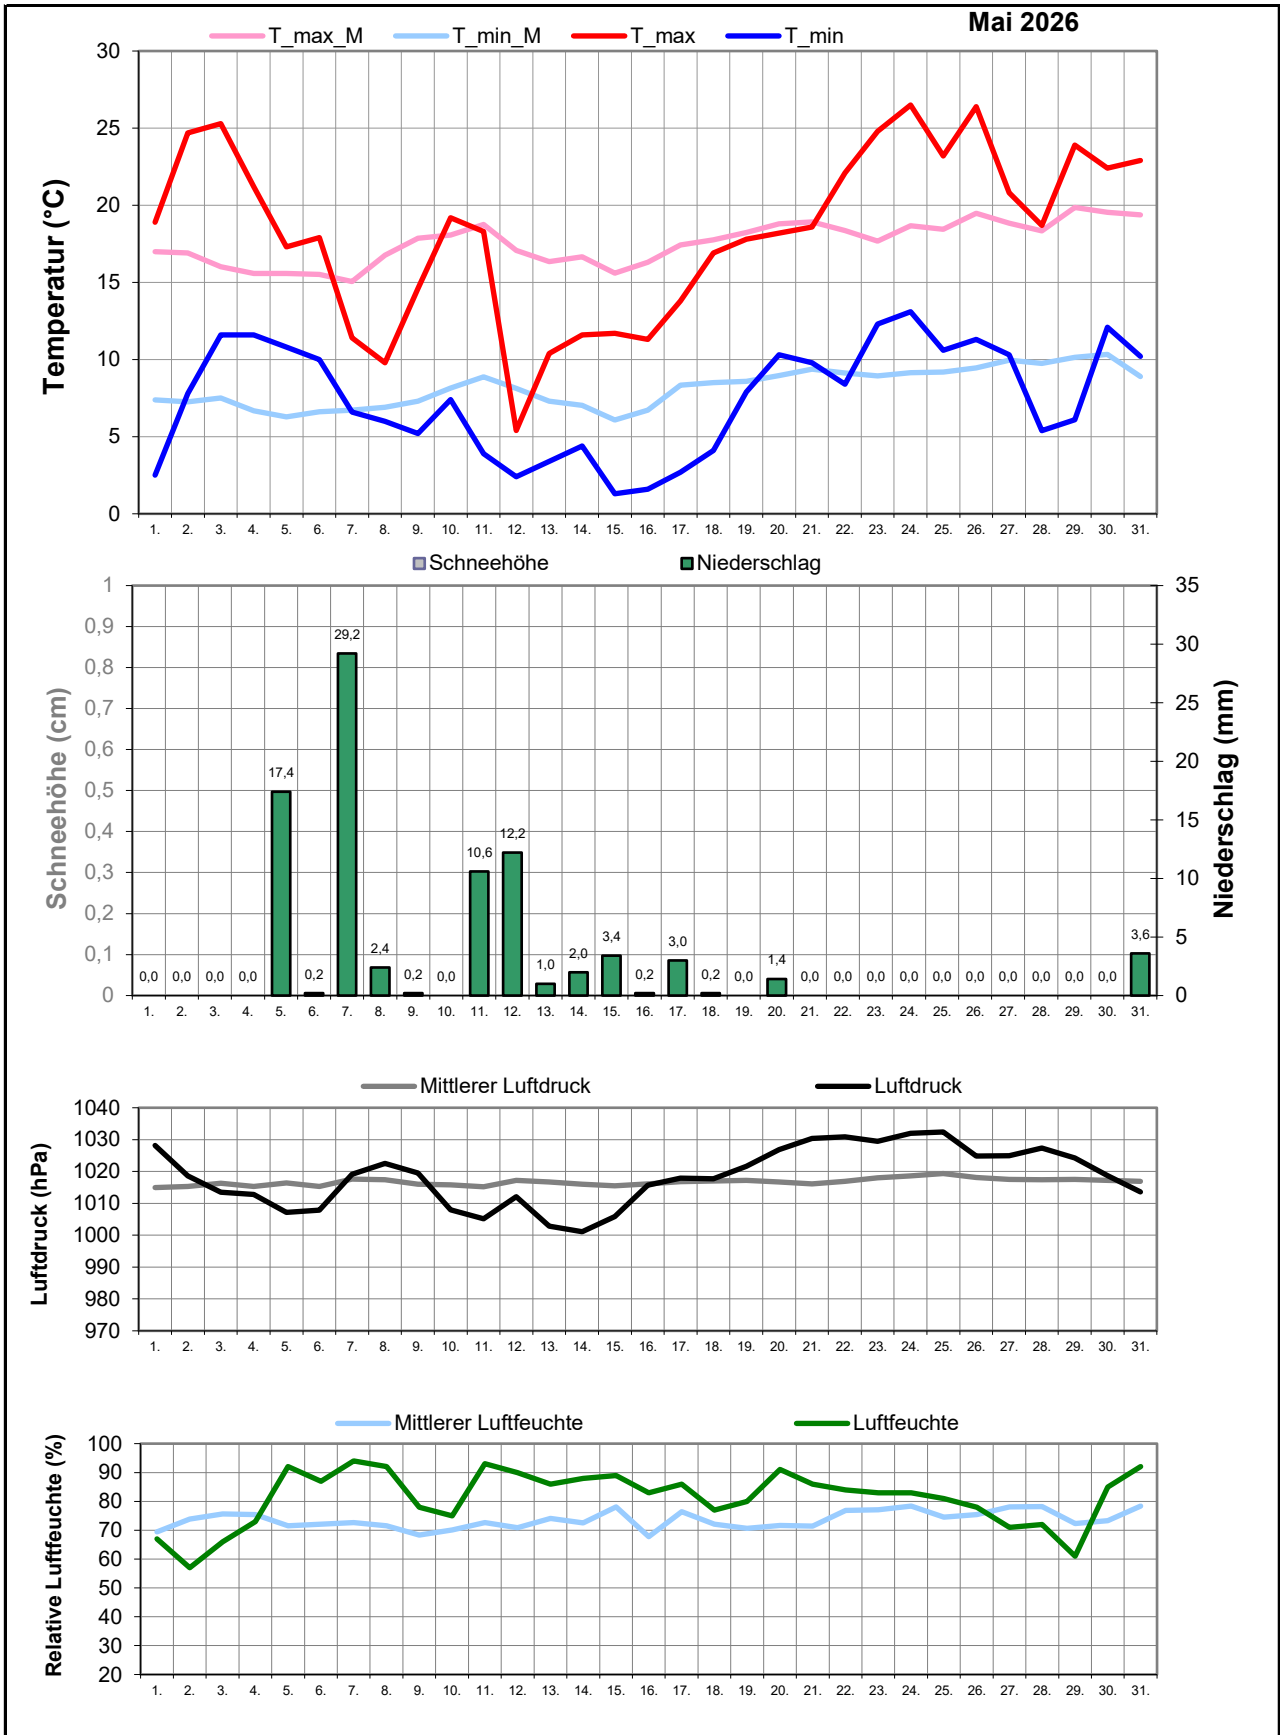 Mai 2026
T_max_M T_min_M T_max T_min
Temperatur (°C)
30
25
20
15
10
5
0
1. 2. 3. 4. 5. 6. 7. 8. 9. 10. 11. 12. 13. 14. 15. 16. 17. 18. 19. 20. 21. 22. 23. 24. 25. 26. 27. 28. 29. 30. 31.
Schneehöhe Niederschlag
Schneehöhe (cm)
1
0,9
0,8
0,7
0,6
0,5
0,4
0,3
0,2
0,1
0
0,0 0,0 0,0 0,0 17,4 0,2 29,2 2,4 0,2 0,0 10,6 12,2 1,0 2,0 3,4 0,2 3,0 0,2 0,0 1,4 0,0 0,0 0,0 0,0 0,0 0,0 0,0 0,0 0,0 0,0 3,6
35
30
25
20
15
10
5
0
Niederschlag (mm)
1. 2. 3. 4. 5. 6. 7. 8. 9. 10. 11. 12. 13. 14. 15. 16. 17. 18. 19. 20. 21. 22. 23. 24. 25. 26. 27. 28. 29. 30. 31.
Mittlerer Luftdruck Luftdruck
Luftdruck (hPa)
1040
1030
1020
1010
1000
990
980
970
1. 2. 3. 4. 5. 6. 7. 8. 9. 10. 11. 12. 13. 14. 15. 16. 17. 18. 19. 20. 21. 22. 23. 24. 25. 26. 27. 28. 29. 30. 31.
Mittlerer Luftfeuchte Luftfeuchte
Relative Luftfeuchte (%)
100
90
80
70
60
50
40
30
20
1. 2. 3. 4. 5. 6. 7. 8. 9. 10. 11. 12. 13. 14. 15. 16. 17. 18. 19. 20. 21. 22. 23. 24. 25. 26. 27. 28. 29. 30. 31.